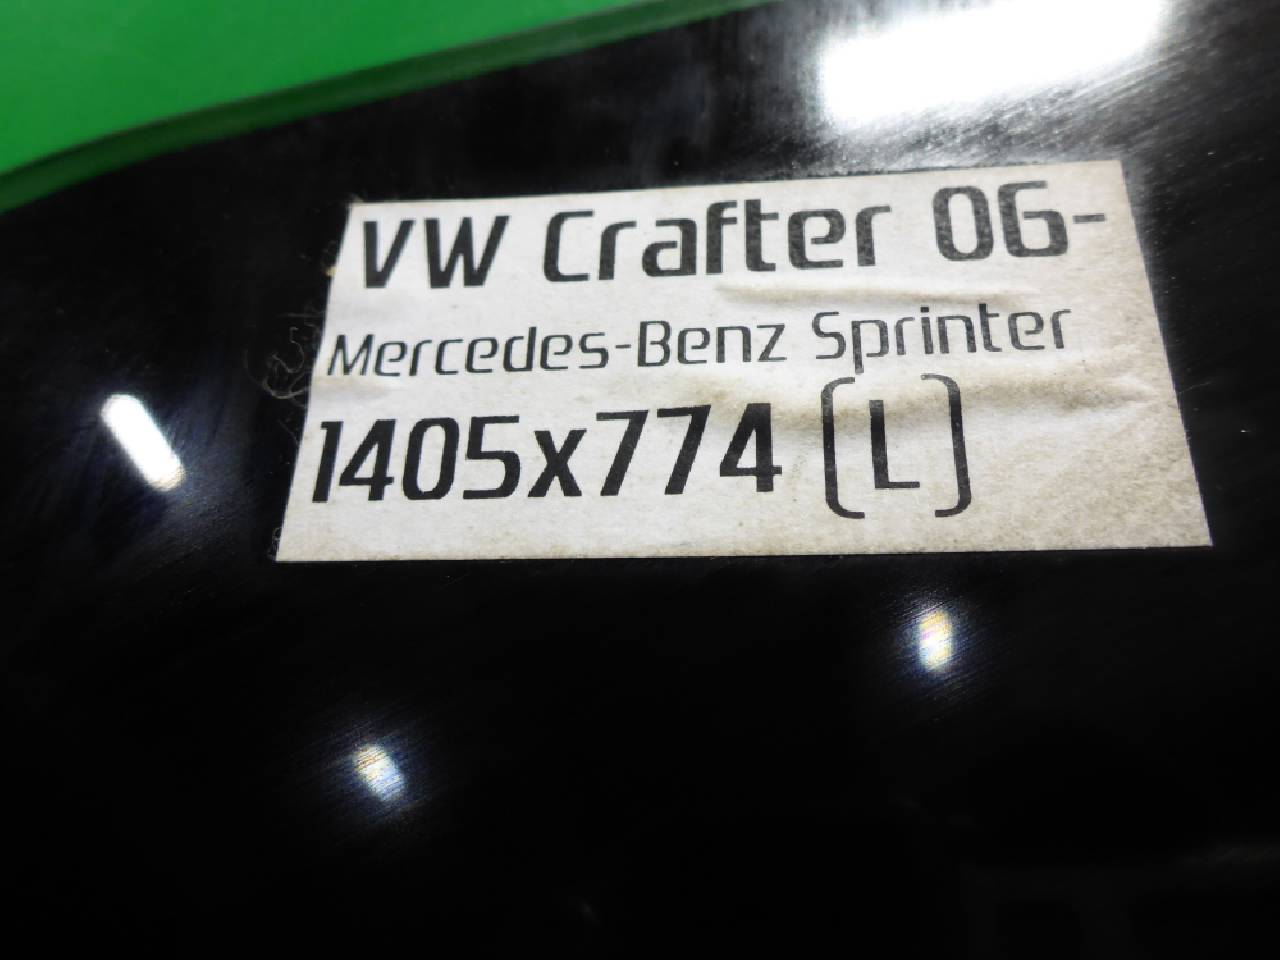 VW Crafter 06-
Mercedes-Benz Sprinter
1405x774 (L)